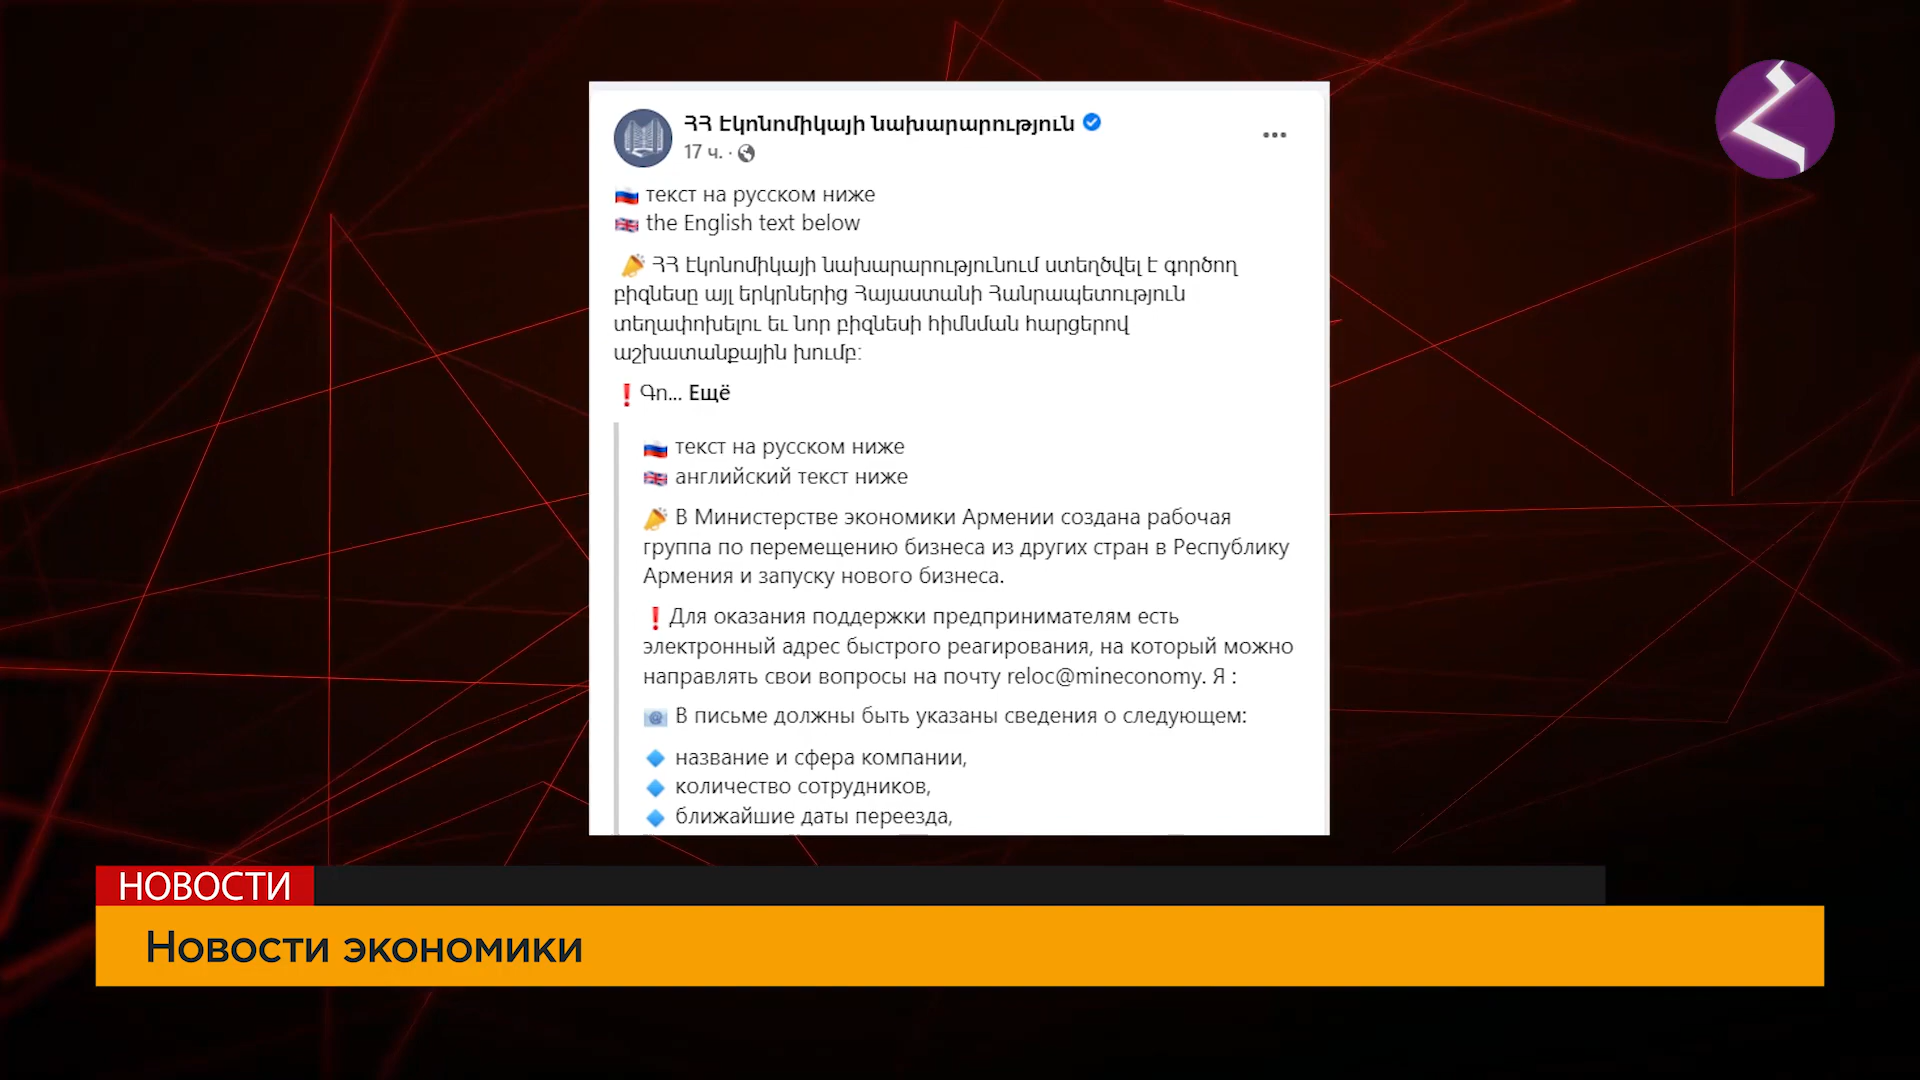 ՀՀ Էկոնոմիկայի նախարարություն
17 ч. ·
текст на русском ниже
the English text below
ՀՀ Էկոնոմիկայի նախարարությունում ստեղծվել է գործող
բիզնեսը այլ երկրներից Հայաստանի Հանրապետություն
տեղափոխելու եւ նոր բիզնեսի հիմնման հարցերով
աշխատանքային խումբ:
❗Գո... Ещё
текст на русском ниже
английский текст ниже
В Министерстве экономики Армении создана рабочая
группа по перемещению бизнеса из других стран в Республику
Армения и запуску нового бизнеса.
❗Для оказания поддержки предпринимателям есть
электронный адрес быстрого реагирования, на который можно
направлять свои вопросы на почту reloc@mineconomy. Я :
В письме должны быть указаны сведения о следующем:
название и сфера компании,
количество сотрудников,
ближайшие даты переезда,
НОВОСТИ
Новости экономики